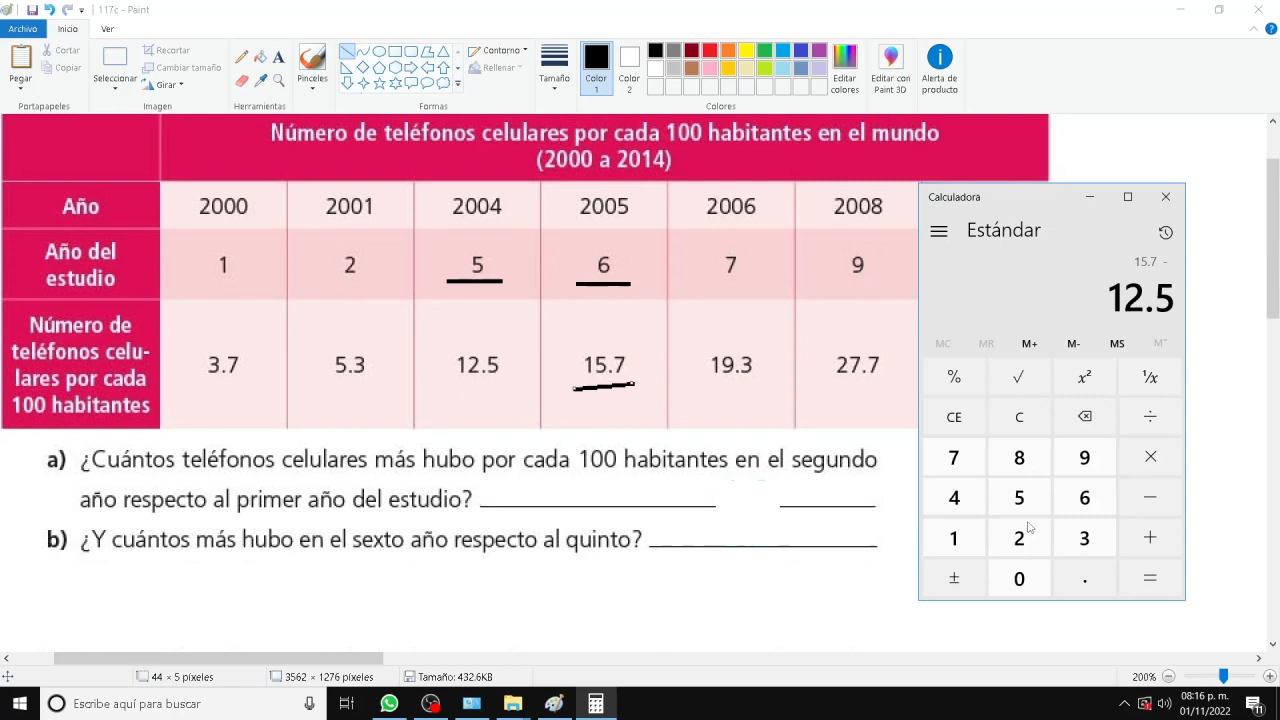 117c - Paint
Archivo Inicio Ver
Pegar
Cortar
Copiar
Portapapeles
Seleccionar
Recortar
Cambiar tamaño
Girar
Imagen
Herramientas
Pinceles
Formas
Contorno
Rellenar
Tamaño
Color 1
Color 2
Colores
Editar colores
Editar con Paint 3D
Alerta de producto
Número de teléfonos celulares por cada 100 habitantes en el mundo
(2000 a 2014)
Año 2000 2001 2004 2005 2006 2008
Año del estudio 1 2 5 6 7 9
Número de
teléfonos celu-
lares por cada
100 habitantes
3.7 5.3 12.5 15.7 19.3 27.7
a) ¿Cuántos teléfonos celulares más hubo por cada 100 habitantes en el segundo
año respecto al primer año del estudio?
b) ¿Y cuántos más hubo en el sexto año respecto al quinto?
Calculadora
Estándar
15.7 -
12.5
MC MR M+ M- MS M˅
% √ x² ¹/x
CE C ⌫ ÷
7 8 9 ×
4 5 6 −
1 2 3 +
± 0 . =
44 × 5 píxeles
3562 × 1276 píxeles
Tamaño: 432.6KB
200%
Escribe aquí para buscar
08:16 p. m.
01/11/2022
11